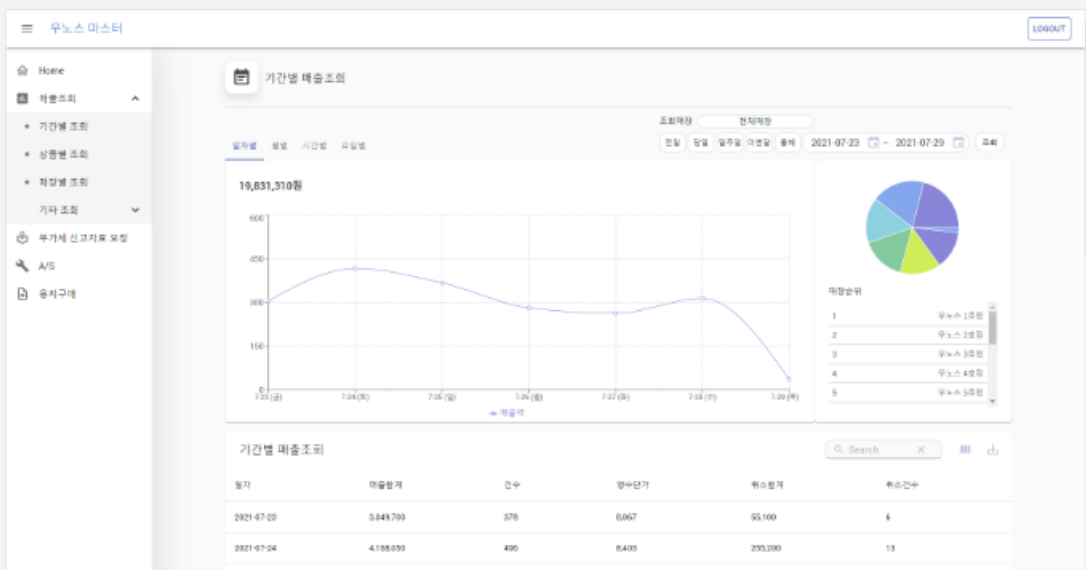 우노스 마스터
LOGOUT
Home
매출조회
기간별 조회
상품별 조회
매장별 조회
기타 조회
부가세 신고자료 요청
A/S
용지구매
기간별 매출조회
조회매장 전체매장
일자별 월별 시간별 요일별
전일 당일 일주일 이번달 2021-07-23 ~ 2021-07-29 조회
19,831,310원
600
450
300
150
0
7.23 (금) 7.24 (토) 7.25 (일) 7.26 (월) 7.27 (화) 7.28 (수) 7.29 (목)
매출액
매장순위
1 우노스 1호점
2 우노스 2호점
3 우노스 3호점
4 우노스 4호점
5 우노스 5호점
기간별 매출조회
Search
일자 매출합계 건수 영수단가 취소합계 취소건수
2021-07-23 3,049,700 378 8,067 55,100 6
2021-07-24 496 8,403 13